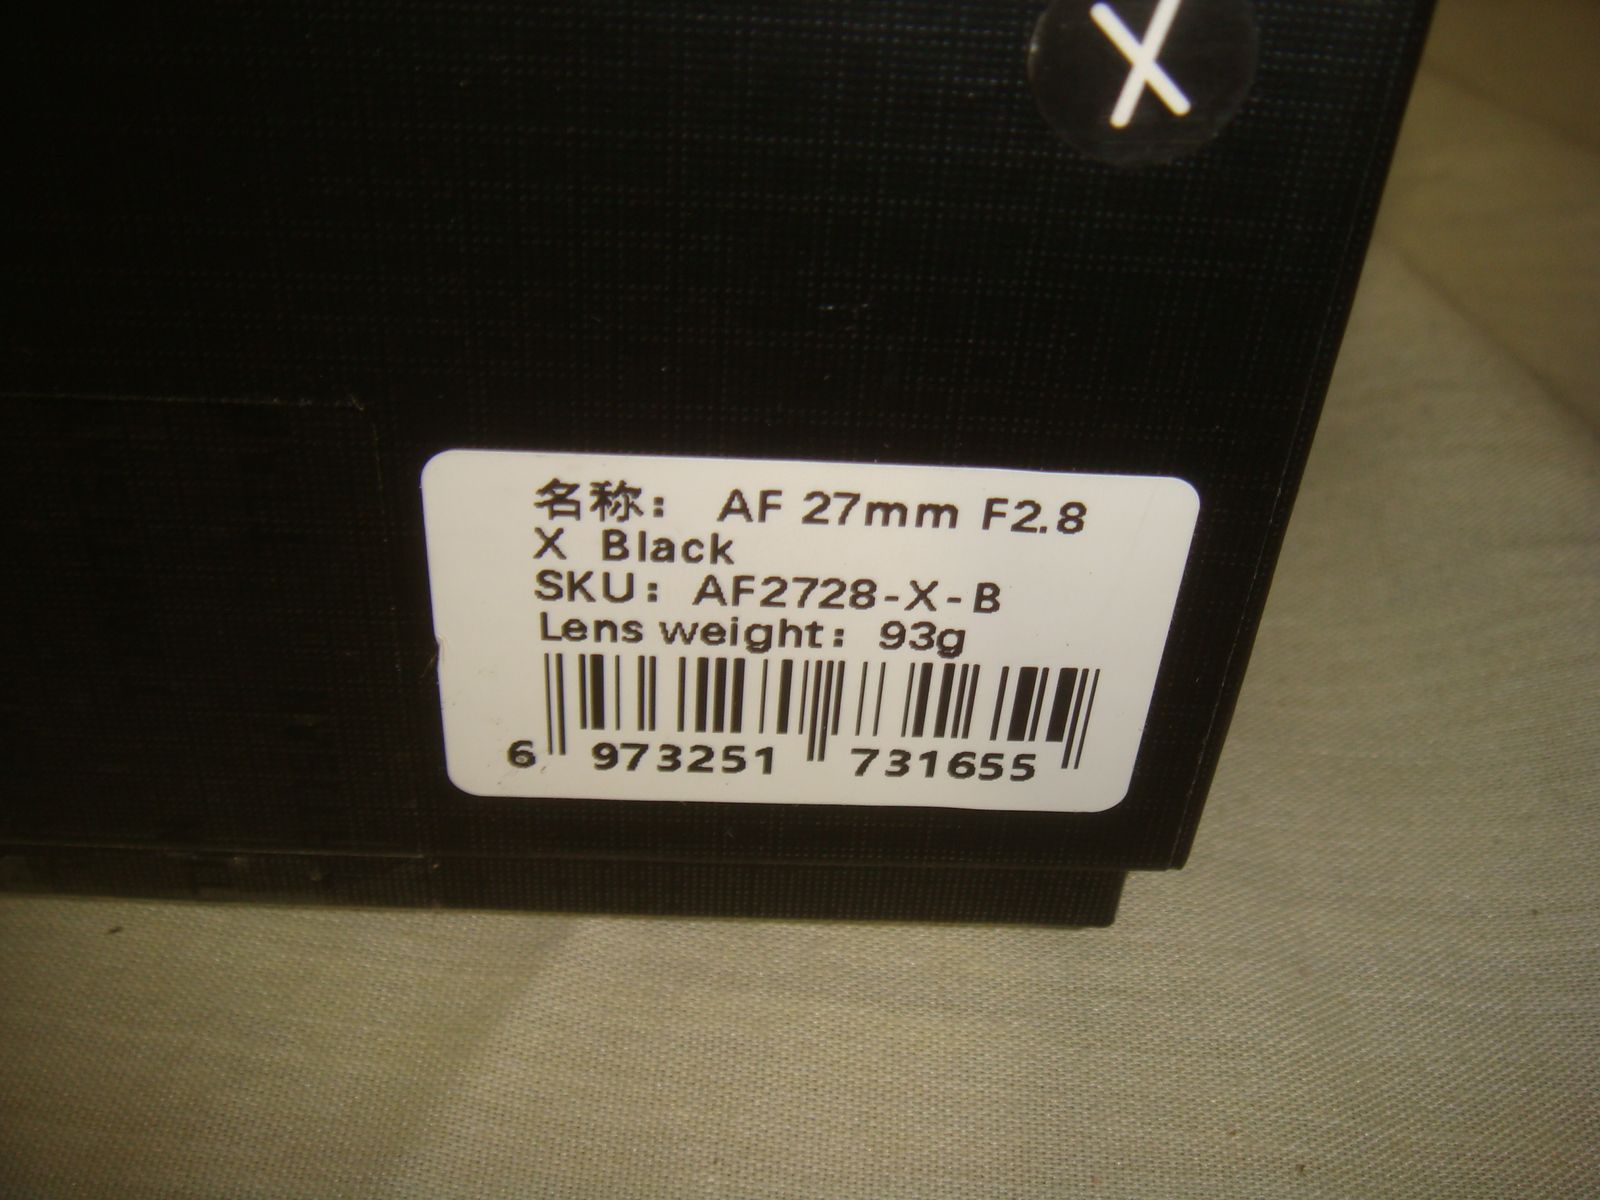 X
名称： AF 27mm F2.8
X Black
SKU： AF2728-X-B
Lens weight： 93g
6 973251 731655